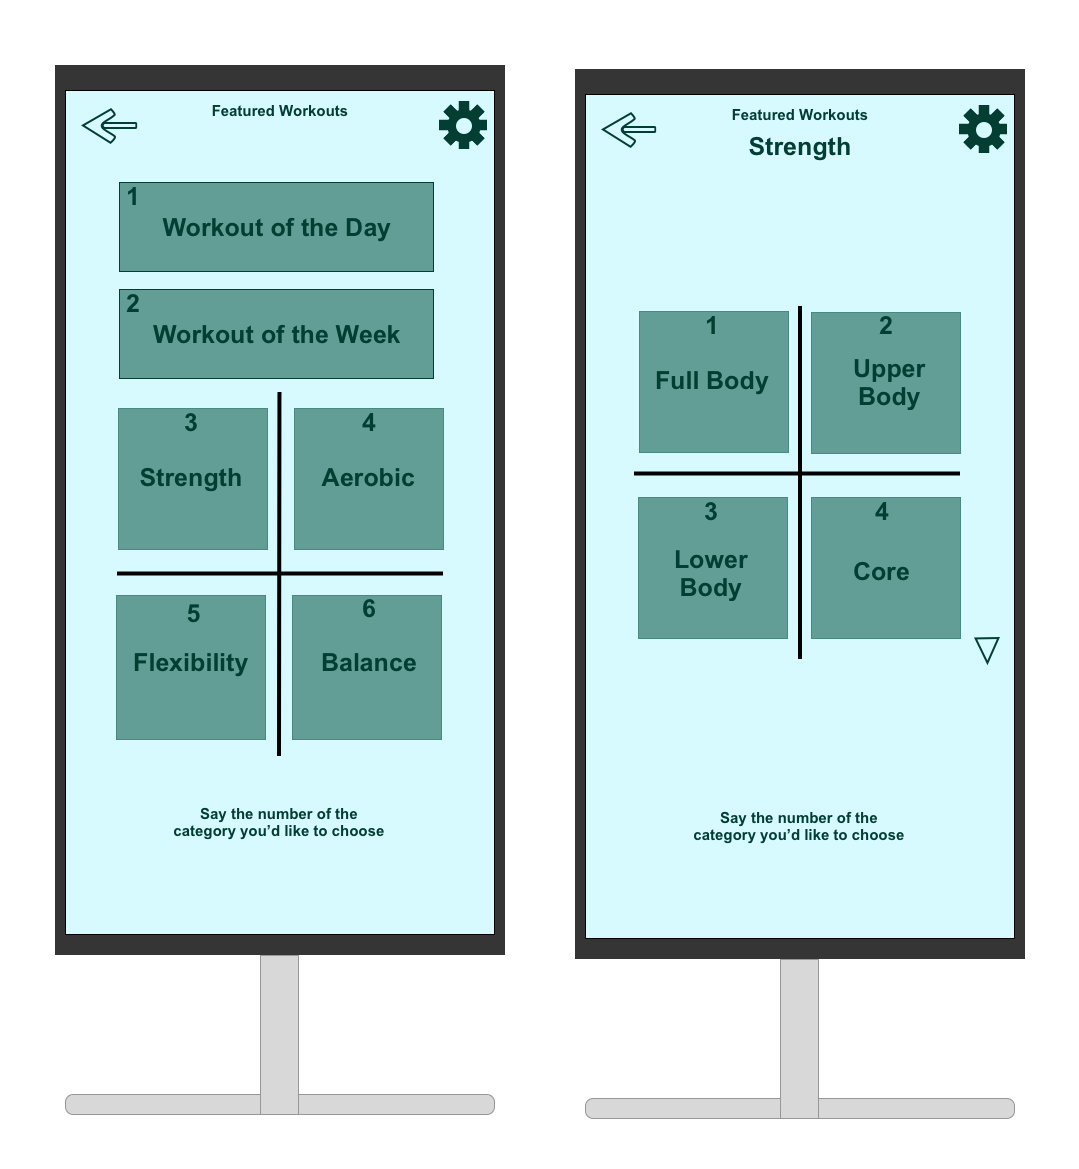 Featured Workouts
1
Workout of the Day
2
Workout of the Week
3
Strength
4
Aerobic
5
Flexibility
6
Balance
Say the number of the
category you’d like to choose
Featured Workouts
Strength
1
Full Body
2
Upper
Body
3
Lower
Body
4
Core
Say the number of the
category you’d like to choose